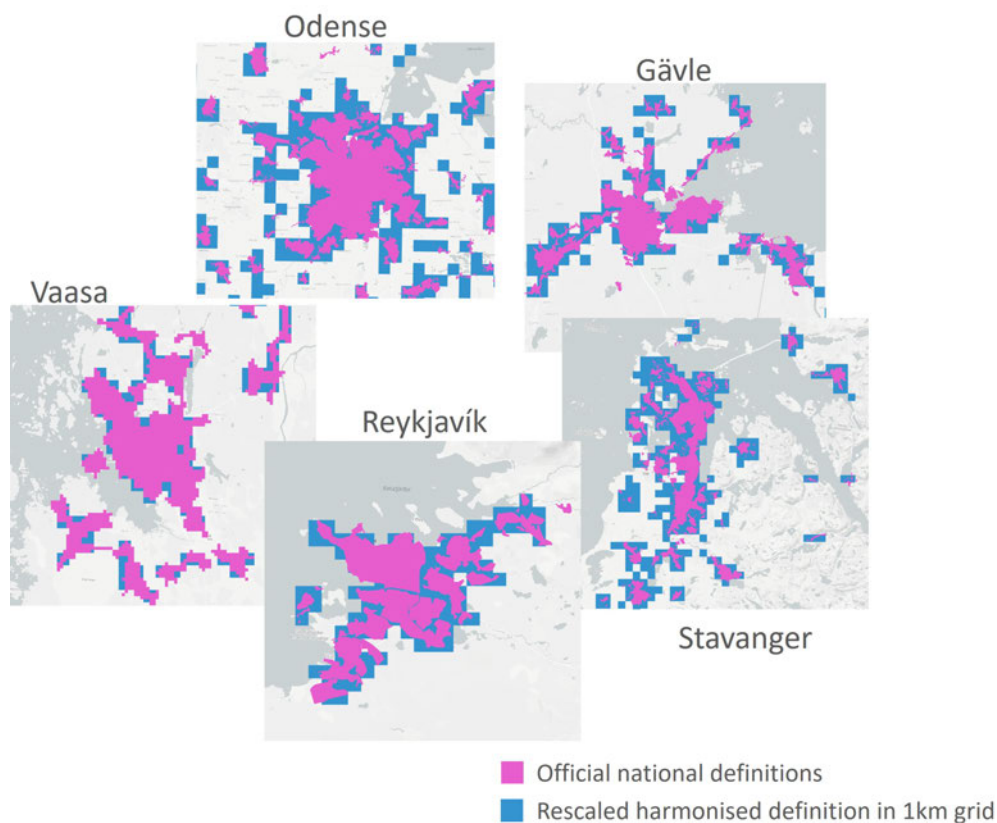 Odense
Gävle
Vaasa
Reykjavík
Stavanger
Official national definitions
Rescaled harmonised definition in 1km grid